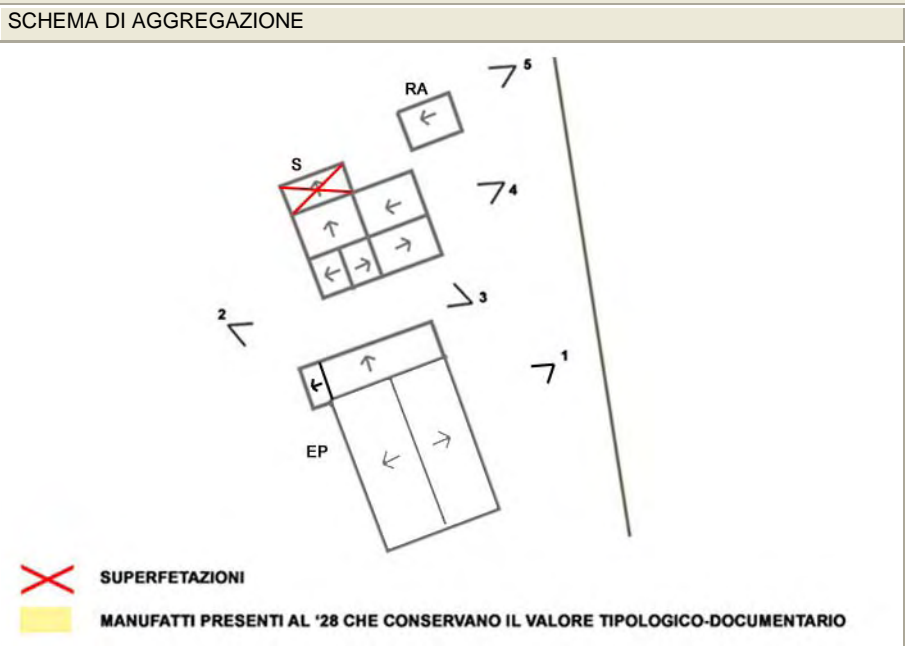 SCHEMA DI AGGREGAZIONE
5
RA
S
4
2
3
1
EP
SUPERFETAZIONI
MANUFATTI PRESENTI AL '28 CHE CONSERVANO IL VALORE TIPOLOGICO-DOCUMENTARIO